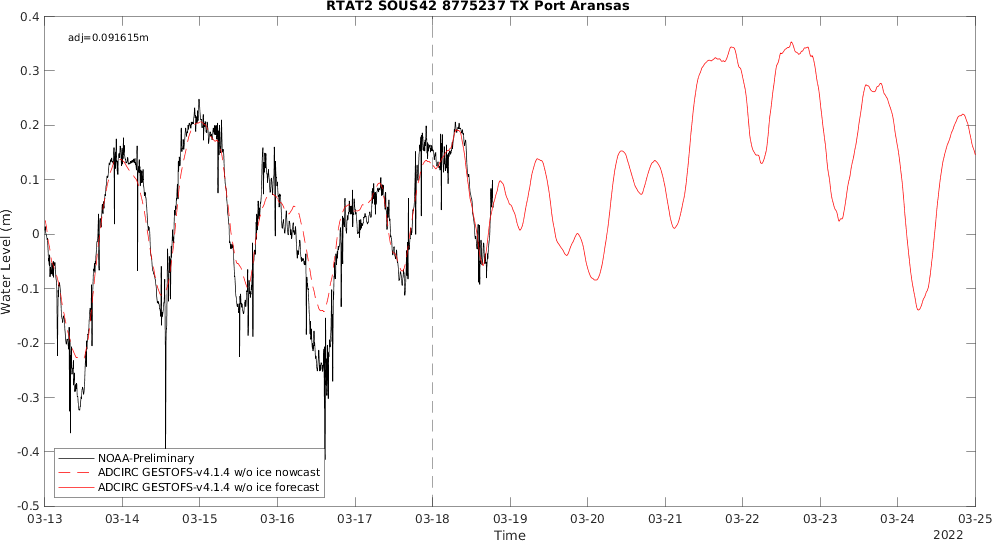 RTAT2 SOUS42 8775237 TX Port Aransas
adj=0.091615m
0.4
0.3
0.2
0.1
0
-0.1
-0.2
-0.3
-0.4
-0.5
Water Level (m)
NOAA-Preliminary
ADCIRC GESTOFS-v4.1.4 w/o ice nowcast
ADCIRC GESTOFS-v4.1.4 w/o ice forecast
03-13 03-14 03-15 03-16 03-17 03-18 03-19 03-20 03-21 03-22 03-23 03-24 03-25
Time
2022